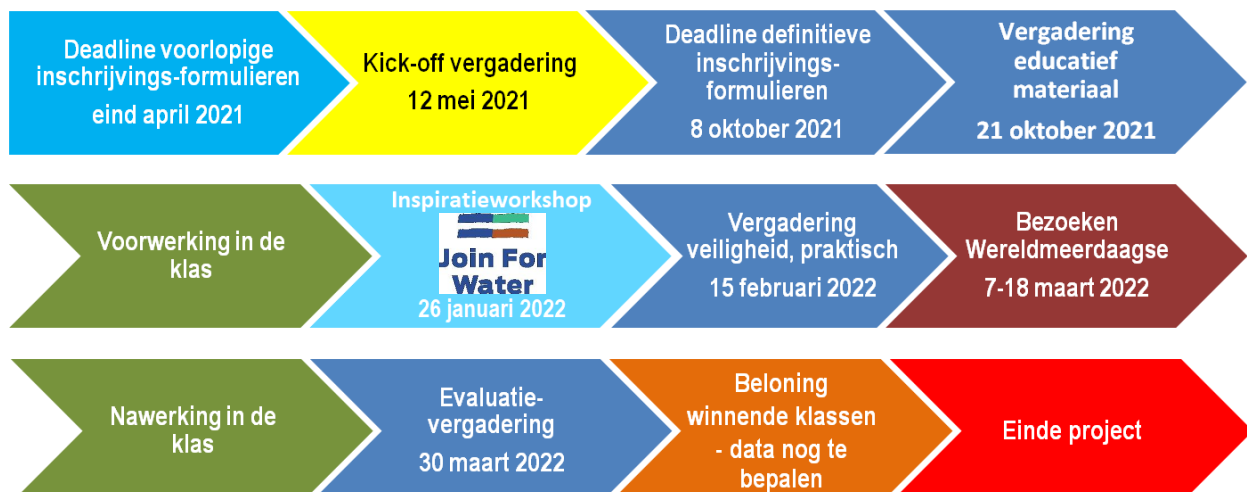 Deadline voorlopige
inschrijvings-formulieren
eind april 2021
Kick-off vergadering
12 mei 2021
Deadline definitieve
inschrijvings-
formulieren
8 oktober 2021
Vergadering
educatief
materiaal
21 oktober 2021
Voorwerking in de
klas
Inspiratieworkshop
Join For
Water
26 januari 2022
Vergadering
veiligheid, praktisch
15 februari 2022
Bezoeken
Wereldmeerdaagse
7-18 maart 2022
Nawerking in de
klas
Evaluatie-
vergadering
30 maart 2022
Beloning
winnende klassen
- data nog te
bepalen
Einde project